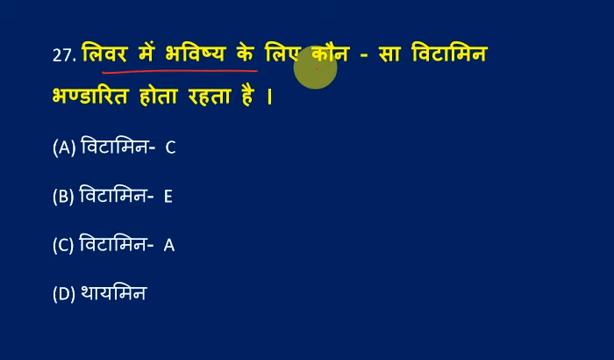 27. लिवर में भविष्य के लिए कौन - सा विटामिन
भण्डारित होता रहता है ।
(A) विटामिन- C
(B) विटामिन- E
(C) विटामिन- A
(D) थायमिन